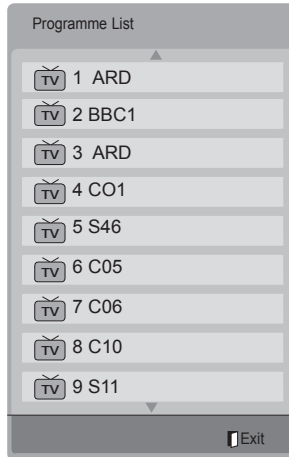 Programme List
TV 1 ARD
TV 2 BBC1
TV 3 ARD
TV 4 CO1
TV 5 S46
TV 6 C05
TV 7 C06
TV 8 C10
TV 9 S11
Exit